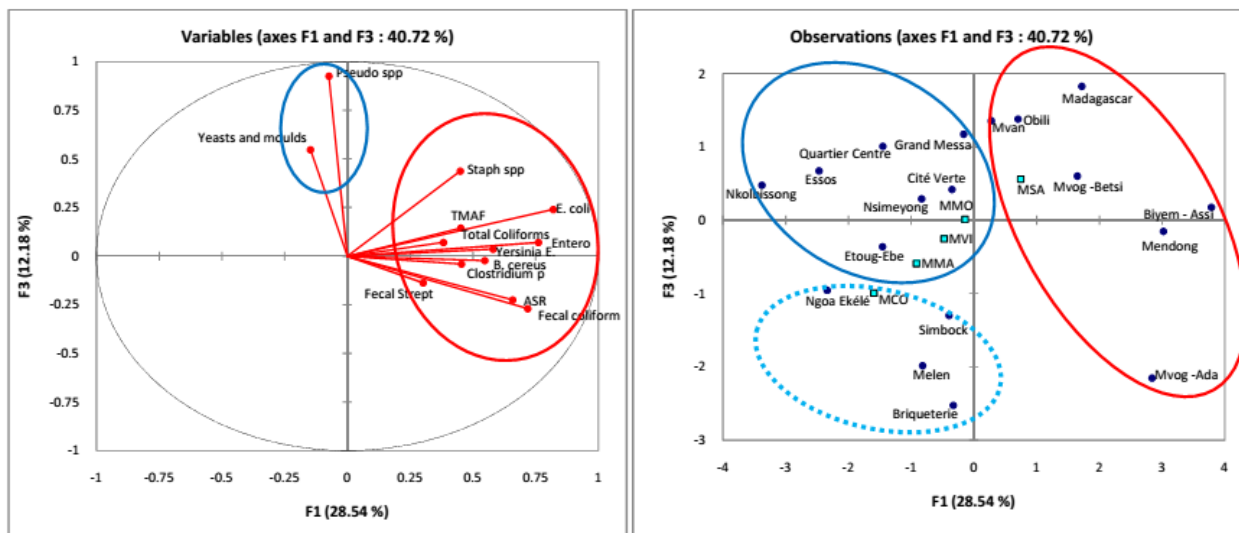 Variables (axes F1 and F3 : 40.72 %)
1
0.75
0.5
0.25
0
-0.25
-0.5
-0.75
-1
F3 (12.18 %)
Pseudo spp
Yeasts and moulds
Staph spp
E. coli
TMAF
Total Coliforms
Entero
Yersinia E.
B. cereus
Clostridium p
Fecal Strept
ASR
Fecal coliform
-1 -0.75 -0.5 -0.25 0 0.25 0.5 0.75 1
F1 (28.54 %)
Observations (axes F1 and F3 : 40.72 %)
2
1
0
-1
-2
-3
F3 (12.18 %)
Madagascar
Obili
Mvan
Grand Messa
Quartier Centre
Essos
Cité Verte
MSA
Mvog -Betsi
Nkolbissong
Nsimeyong
MMO
Biyem - Assi
MVI
Mendong
Etoug-Ebe
MMA
Ngoa Ekélé
MCO
Simbock
Melen
Mvog -Ada
Briqueterie
-4 -3 -2 -1 0 1 2 3 4
F1 (28.54 %)